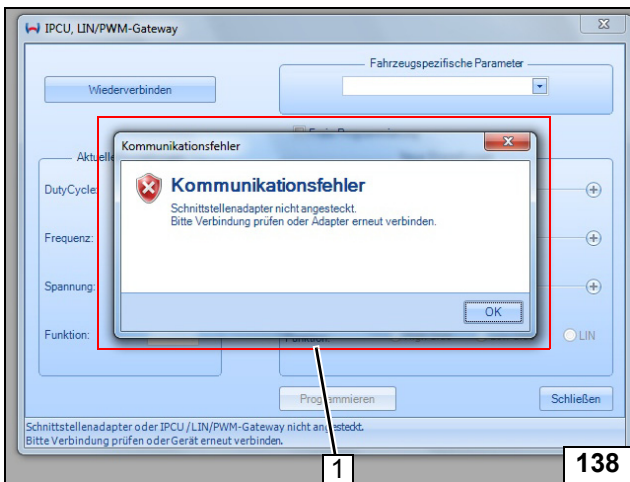 IPCU, LIN/PWM-Gateway
Fahrzeugspezifische Parameter
Wiederverbinden
Kommunikationsfehler
Aktuelle
Kommunikationsfehler
Schnittstellenadapter nicht angesteckt.
Bitte Verbindung prüfen oder Adapter erneut verbinden.
DutyCycle:
Frequenz:
Spannung:
OK
Funktion:
LIN
Programmieren
Schließen
Schnittstellenadapter oder IPCU /LIN/PWM-Gateway nicht angesteckt.
Bitte Verbindung prüfen oder Gerät erneut verbinden.
1
138